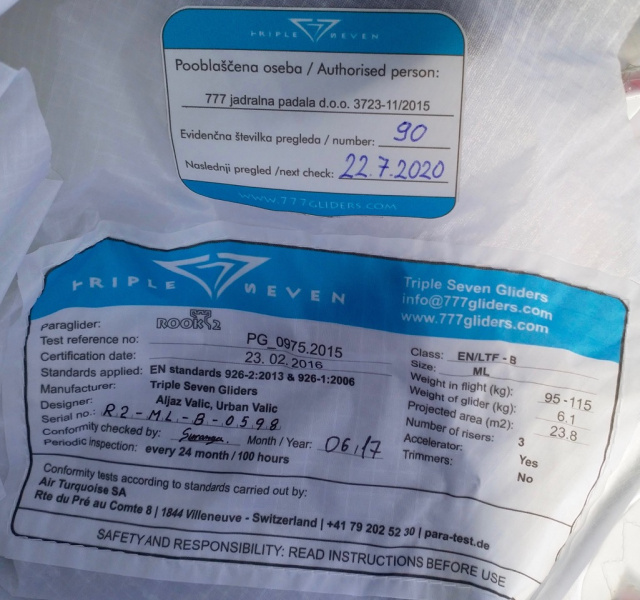 TRIPLE SEVEN
Pooblaščena oseba / Authorised person:
777 jadralna padala d.o.o. 3723-11/2015
Evidenčna številka pregleda / number: 90
Naslednji pregled /next check: 22.7.2020
WWW.777GLIDERS.COM
TRIPLE SEVEN
Triple Seven Gliders
info@777gliders.com
www.777gliders.com
Paraglider: ROOK 2
Test reference no: PG_0975.2015
Certification date: 23. 02. 2016
Standards applied: EN standards 926-2:2013 & 926-1:2006
Manufacturer: Triple Seven Gliders
Designer: Aljaz Valic, Urban Valic
Serial no.: R2-ML-B-0598
Conformity checked by: Month / Year: 06,17
Periodic inspection: every 24 month / 100 hours
Class: EN/LTF - B
Size: ML
Weight in flight (kg): 95 -115
Weight of glider (kg): 6.1
Projected area (m2): 23.8
Number of risers: 3
Accelerator: Yes
Trimmers: No
Conformity tests according to standards carried out by:
Air Turquoise SA
Rte du Pré au Comte 8 | 1844 Villeneuve - Switzerland | +41 79 202 52 30 | para-test.de
SAFETY AND RESPONSIBILITY: READ INSTRUCTIONS BEFORE USE